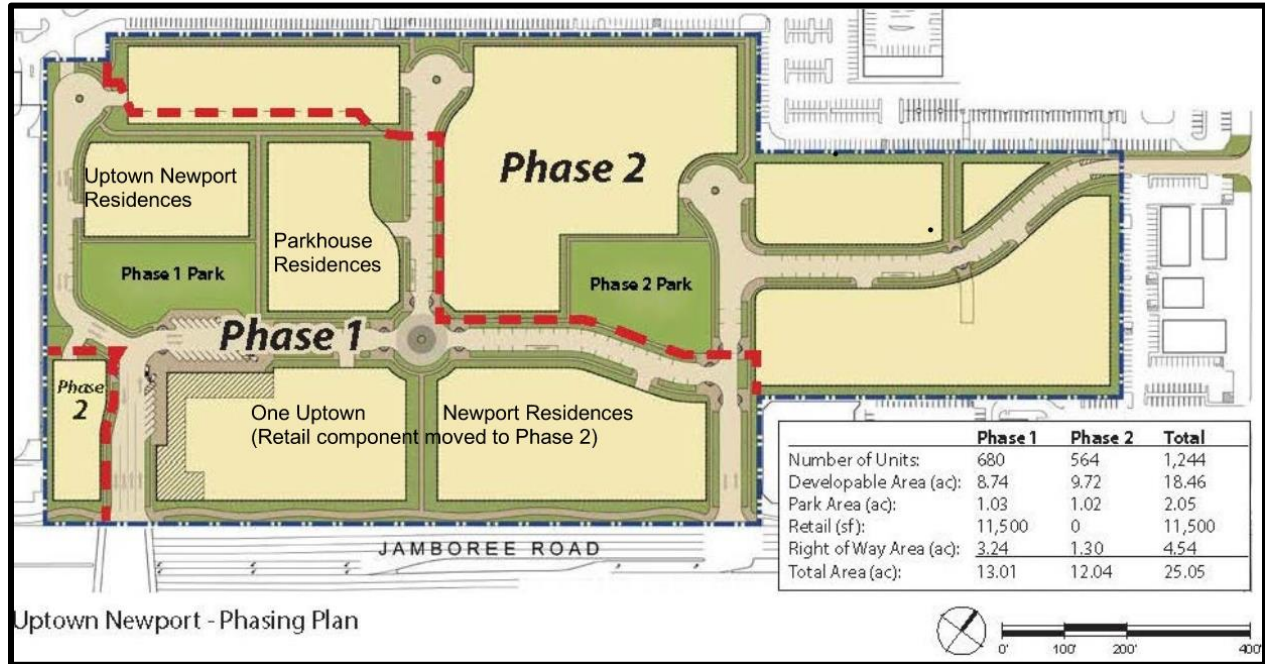 Uptown Newport
Residences
Parkhouse
Residences
Phase 2
Phase 1 Park
Phase 2 Park
Phase 1
Phase
2
One Uptown
(Retail component moved to Phase 2)
Newport Residences
JAMBOREE ROAD
Phase 1 Phase 2 Total
Number of Units: 680 564 1,244
Developable Area (ac): 8.74 9.72 18.46
Park Area (ac): 1.03 1.02 2.05
Retail (sf): 11,500 0 11,500
Right of Way Area (ac): 3.24 1.30 4.54
Total Area (ac): 13.01 12.04 25.05
Uptown Newport - Phasing Plan
0' 100' 200' 400'